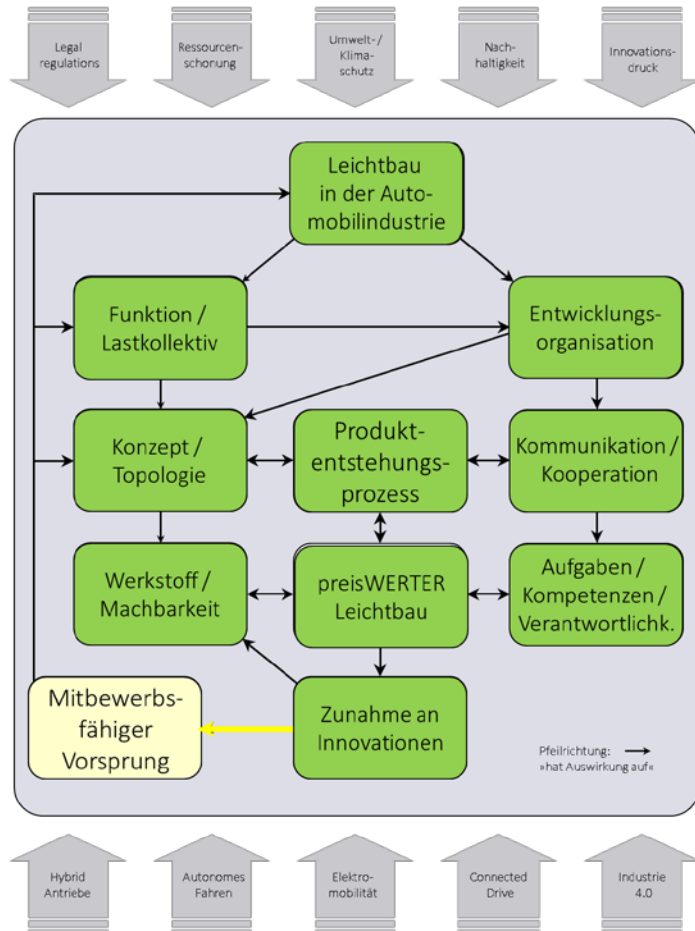 Legal
regulations
Ressourcen-
schonung
Umwelt-/
Klima-
schutz
Nach-
haltigkeit
Innovations-
druck
Leichtbau
in der Auto-
mobilindustrie
Funktion /
Lastkollektiv
Entwicklungs-
organisation
Konzept /
Topologie
Produkt-
entstehungs-
prozess
Kommunikation /
Kooperation
Werkstoff /
Machbarkeit
preisWERTER
Leichtbau
Aufgaben /
Kompetenzen /
Verantwortlichk.
Mitbewerbs-
fähiger
Vorsprung
Zunahme an
Innovationen
Pfeilrichtung:
»hat Auswirkung auf«
Hybrid
Antriebe
Autonomes
Fahren
Elektro-
mobilität
Connected
Drive
Industrie
4.0